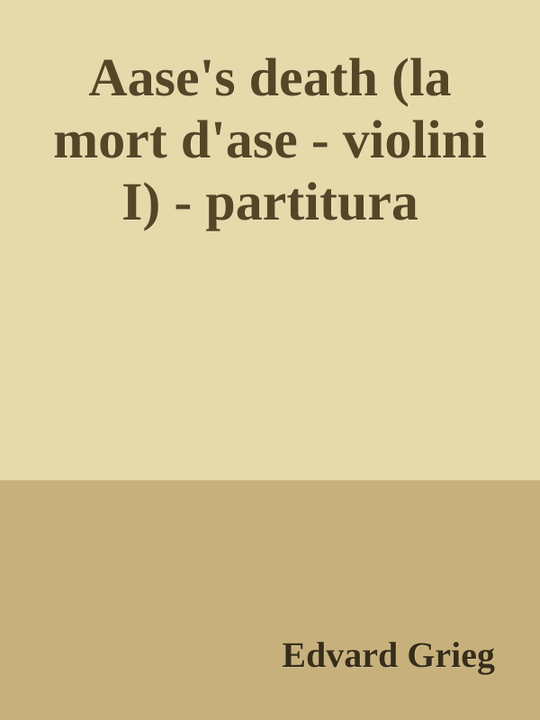 Aase's death (la
mort d'ase - violini
I) - partitura
Edvard Grieg